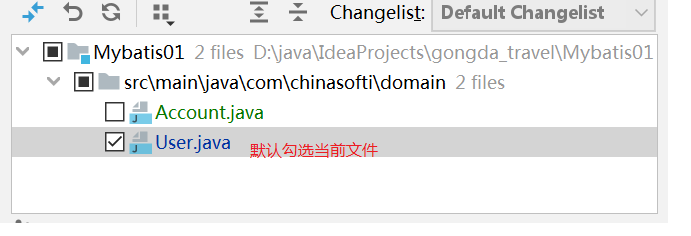 Changelist: Default Changelist
Mybatis01 2 files D:\java\IdeaProjects\gongda_travel\Mybatis01
src\main\java\com\chinasofti\domain 2 files
Account.java
User.java 默认勾选当前文件